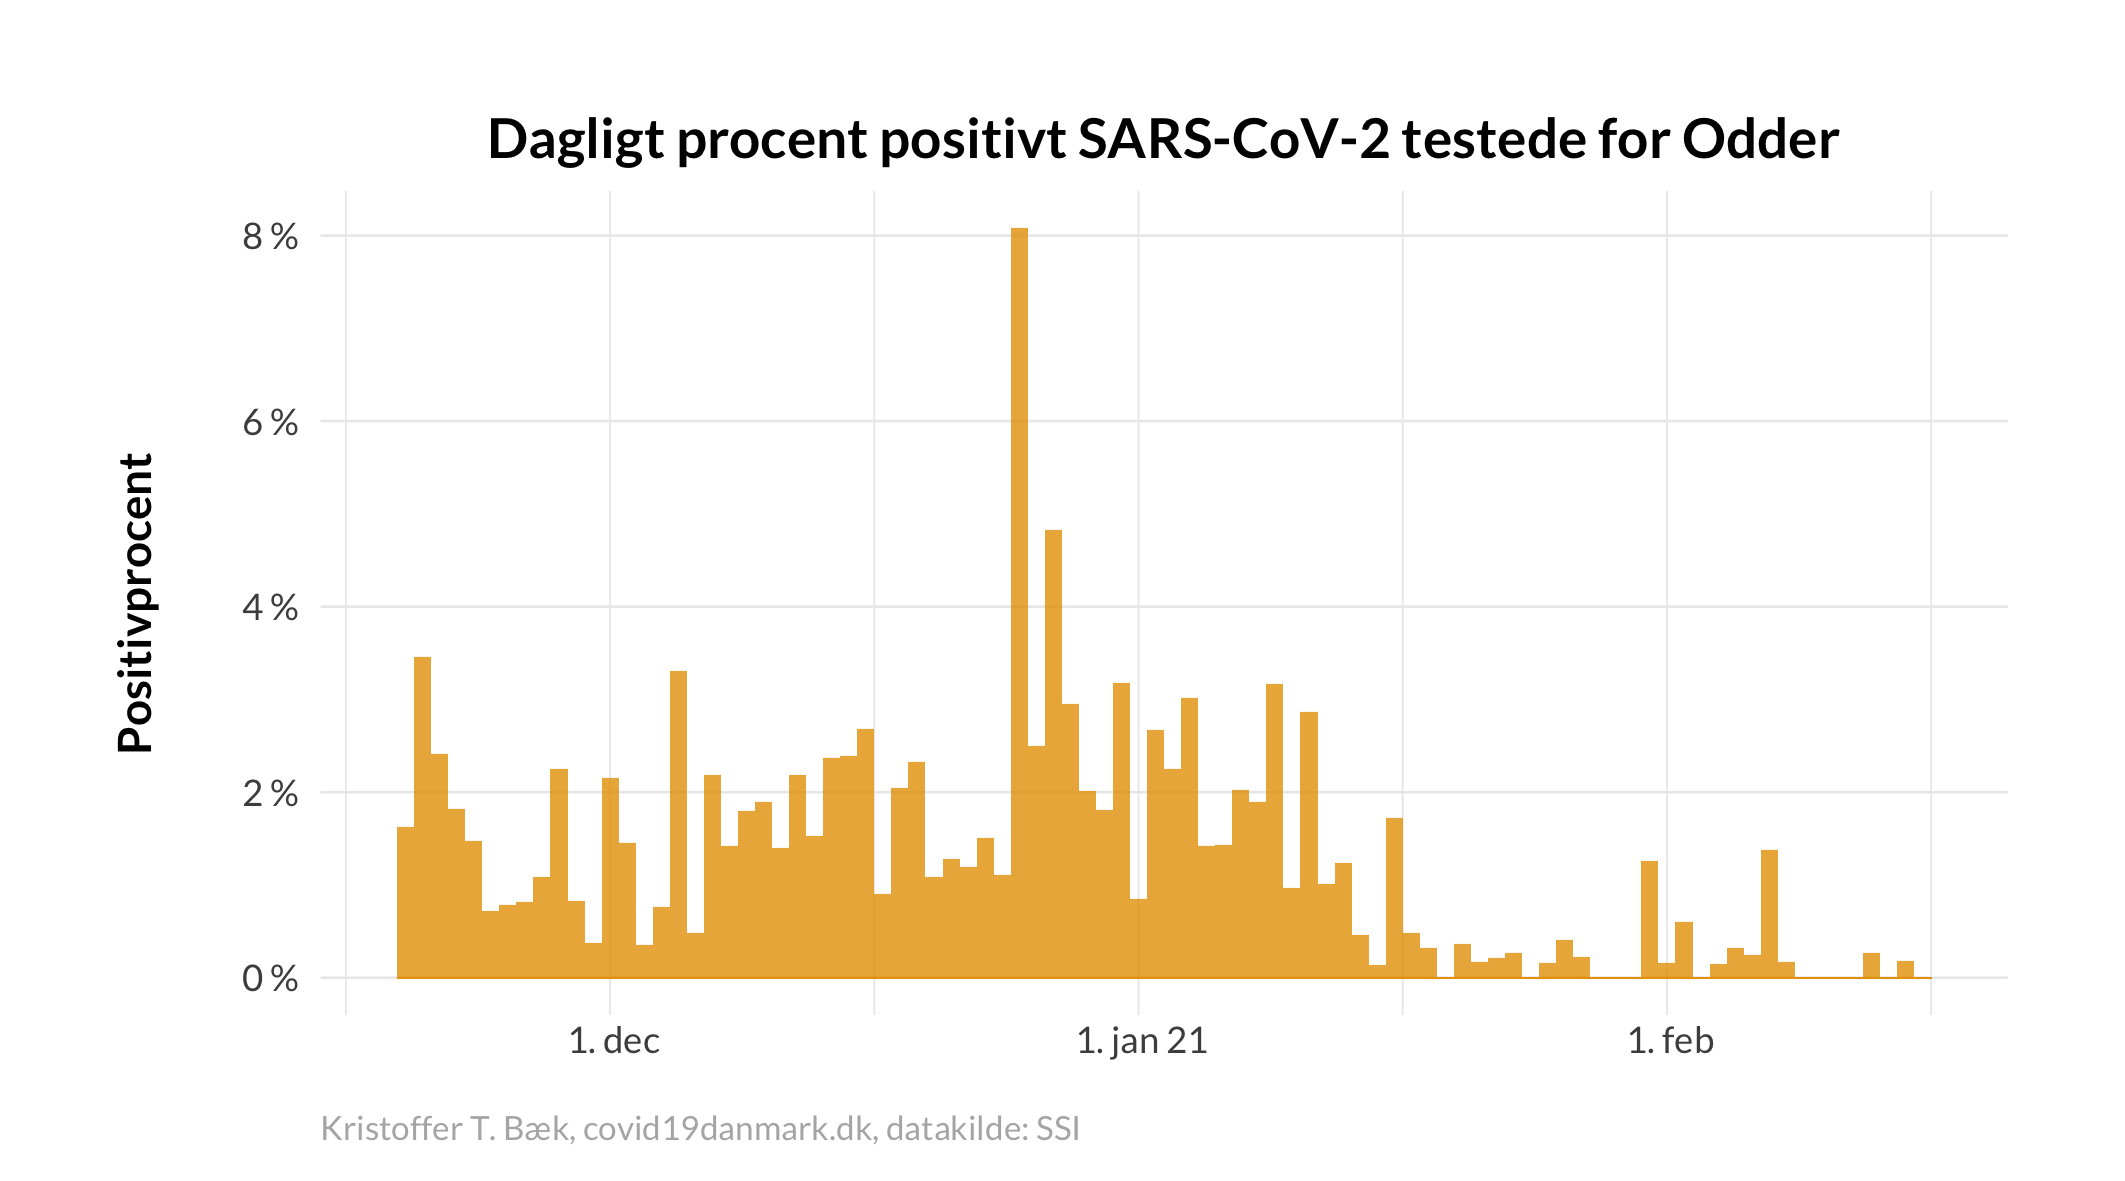 Dagligt procent positivt SARS-CoV-2 testede for Odder
Positivprocent
8 %
6 %
4 %
2 %
0 %
1. dec
1. jan 21
1. feb
Kristoffer T. Bæk, covid19danmark.dk, datakilde: SSI